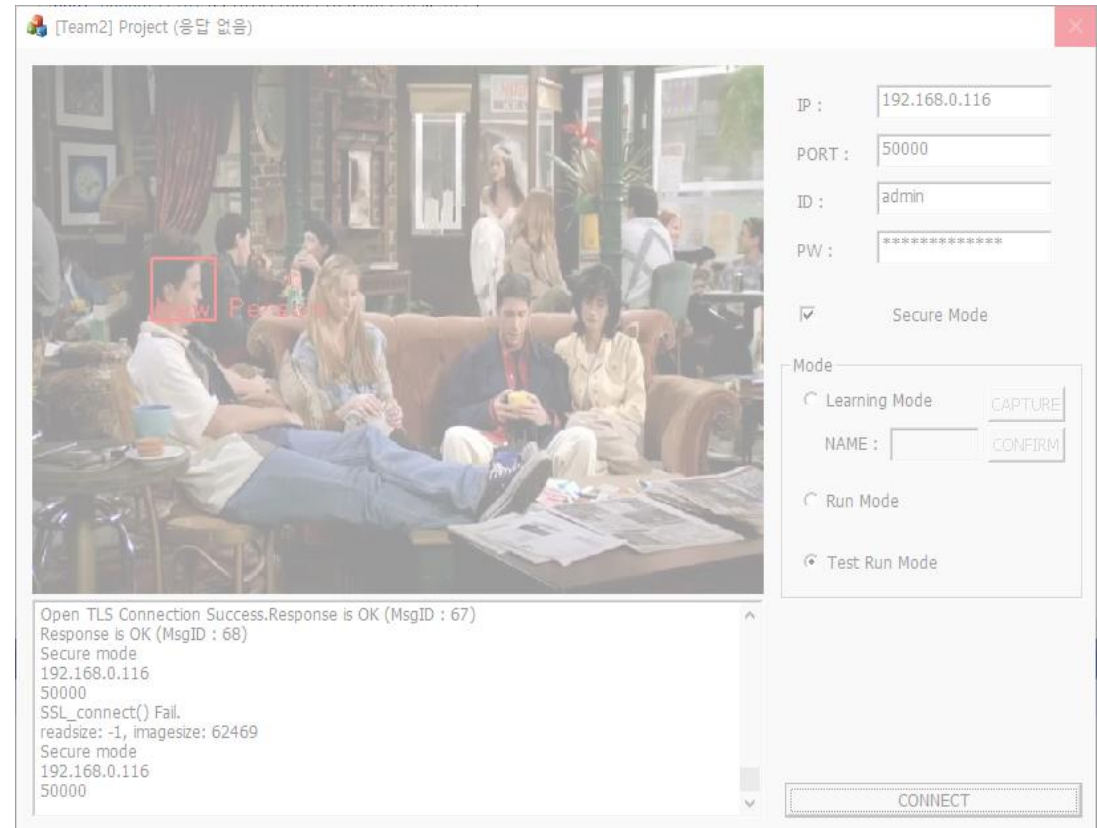 [Team2] Project (응답 없음)
IP :
192.168.0.116
PORT :
50000
ID :
admin
PW :
*************
Secure Mode
Mode
Learning Mode
CAPTURE
NAME :
CONFIRM
Run Mode
Test Run Mode
New Person
Open TLS Connection Success.Response is OK (MsgID : 67)
Response is OK (MsgID : 68)
Secure mode
192.168.0.116
50000
SSL_connect() Fail.
readsize: -1, imagesize: 62469
Secure mode
192.168.0.116
50000
CONNECT